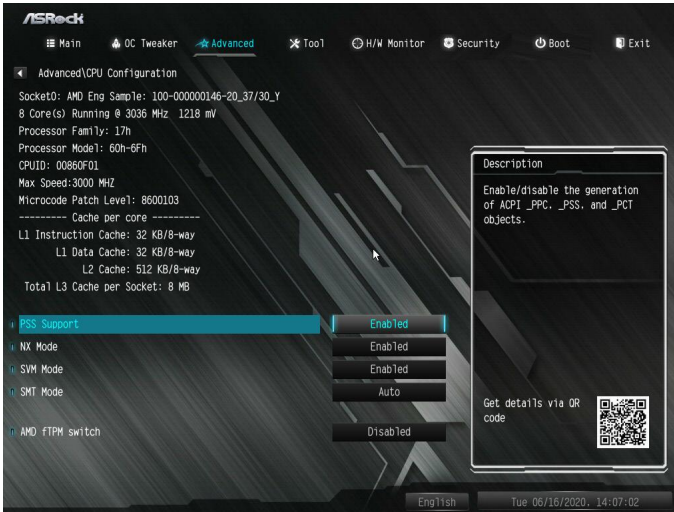 ASRock
Main OC Tweaker Advanced Tool H/W Monitor Security Boot Exit
Advanced\CPU Configuration
Socket0: AMD Eng Sample: 100-000000146-20_37/30_Y
8 Core(s) Running @ 3036 MHz 1218 mV
Processor Family: 17h
Processor Model: 60h-6Fh
CPUID: 00860F01
Max Speed:3000 MHZ
Microcode Patch Level: 8600103
--------- Cache per core ---------
L1 Instruction Cache: 32 KB/8-way
L1 Data Cache: 32 KB/8-way
L2 Cache: 512 KB/8-way
Total L3 Cache per Socket: 8 MB
PSS Support Enabled
NX Mode Enabled
SVM Mode Enabled
SMT Mode Auto
AMD fTPM switch Disabled
Description
Enable/disable the generation
of ACPI _PPC. _PSS. and _PCT
objects.
Get details via QR
code
English Tue 06/16/2020. 14:07:02